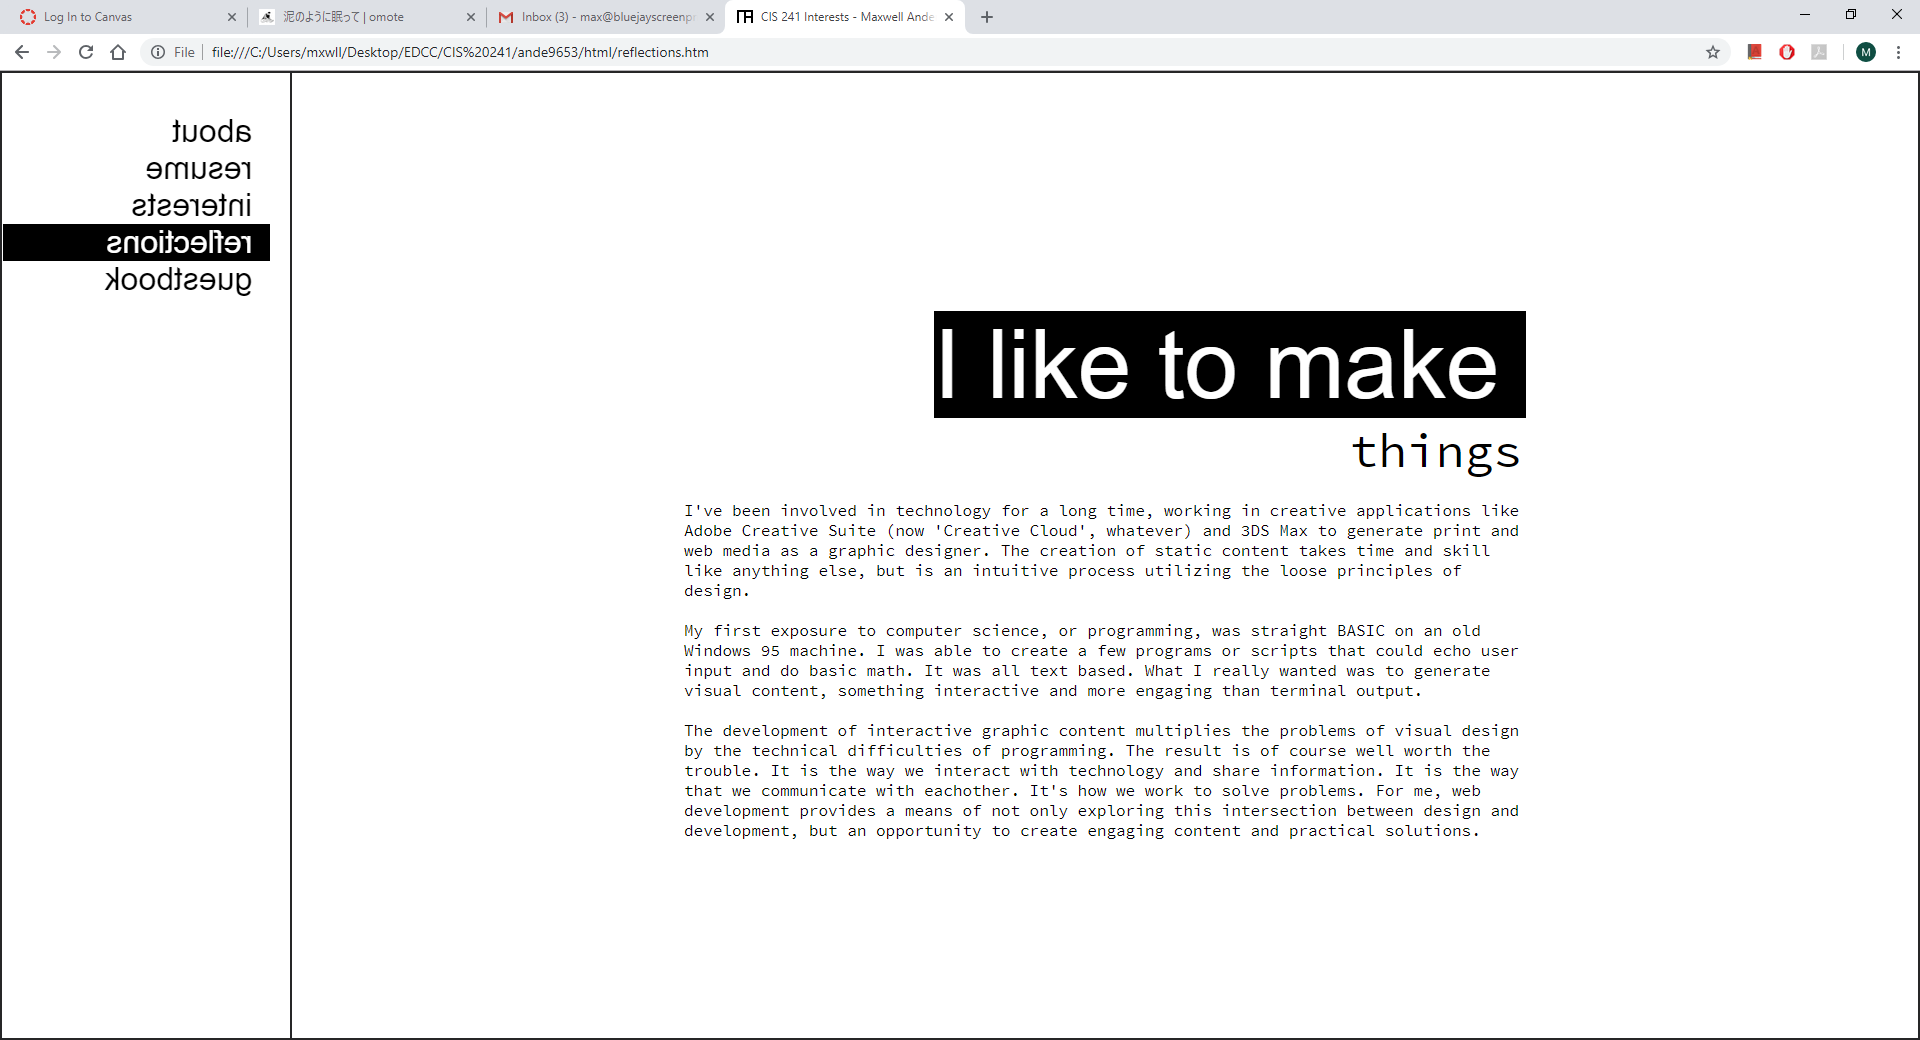 Log In to Canvas
泥のように眠って | omote
Inbox (3) - max@bluejayscreenpr
CIS 241 Interests - Maxwell Ande
File
file:///C:/Users/mxwll/Desktop/EDCC/CIS%20241/ande9653/html/reflections.htm
M
about
resume
interests
reflections
guestbook
I like to make
things
I've been involved in technology for a long time, working in creative applications like
Adobe Creative Suite (now 'Creative Cloud', whatever) and 3DS Max to generate print and
web media as a graphic designer. The creation of static content takes time and skill
like anything else, but is an intuitive process utilizing the loose principles of
design.
My first exposure to computer science, or programming, was straight BASIC on an old
Windows 95 machine. I was able to create a few programs or scripts that could echo user
input and do basic math. It was all text based. What I really wanted was to generate
visual content, something interactive and more engaging than terminal output.
The development of interactive graphic content multiplies the problems of visual design
by the technical difficulties of programming. The result is of course well worth the
trouble. It is the way we interact with technology and share information. It is the way
that we communicate with eachother. It's how we work to solve problems. For me, web
development provides a means of not only exploring this intersection between design and
development, but an opportunity to create engaging content and practical solutions.